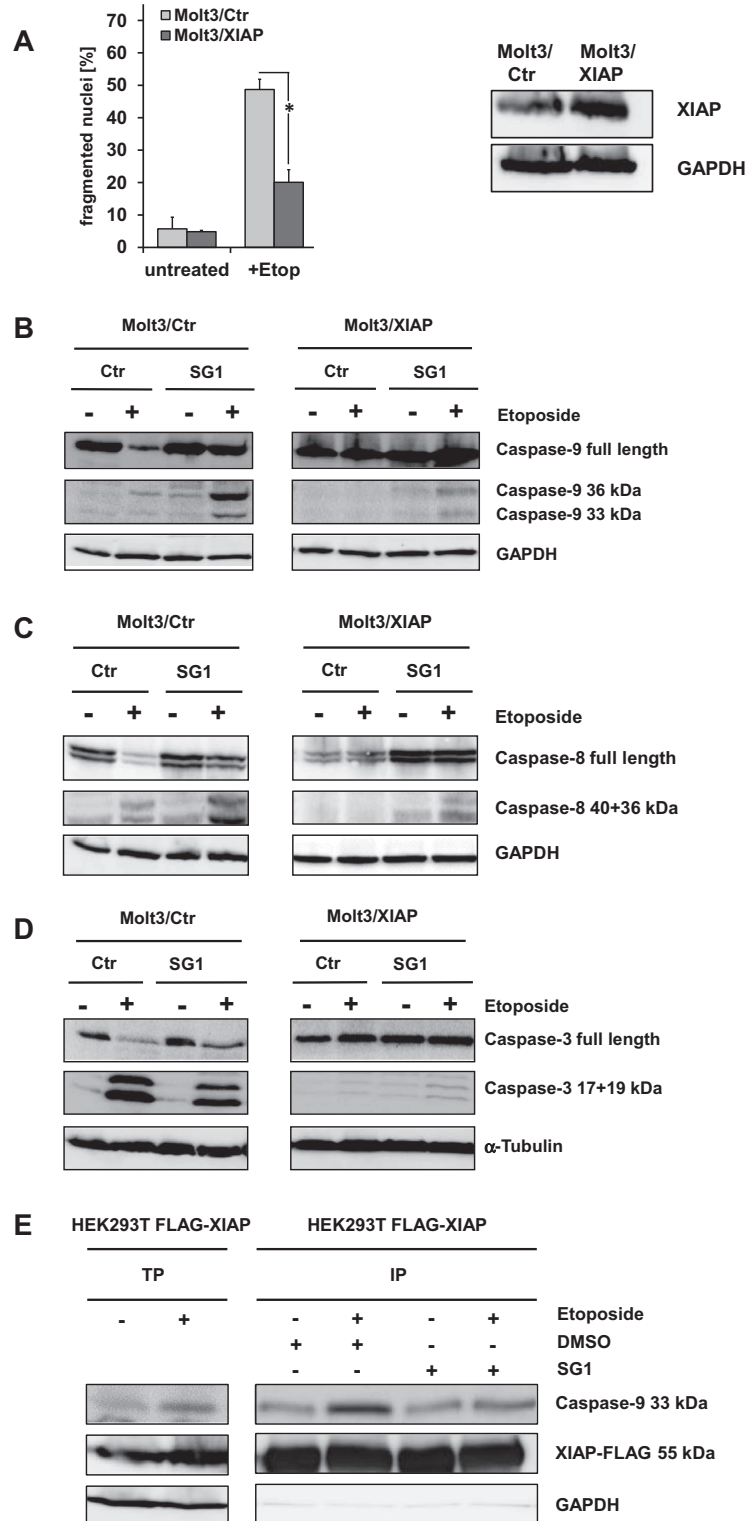 A
fragmented nuclei [%]
70
60
50
40
30
20
10
0
Molt3/Ctr
Molt3/XIAP
*
untreated +Etop
Molt3/ Molt3/
Ctr XIAP
XIAP
GAPDH
B
Molt3/Ctr Molt3/XIAP
Ctr SG1 Ctr SG1
- + - + - + - + Etoposide
Caspase-9 full length
Caspase-9 36 kDa
Caspase-9 33 kDa
GAPDH
C
Molt3/Ctr Molt3/XIAP
Ctr SG1 Ctr SG1
- + - + - + - + Etoposide
Caspase-8 full length
Caspase-8 40+36 kDa
GAPDH
D
Molt3/Ctr Molt3/XIAP
Ctr SG1 Ctr SG1
- + - + - + - + Etoposide
Caspase-3 full length
Caspase-3 17+19 kDa
α-Tubulin
E
HEK293T FLAG-XIAP HEK293T FLAG-XIAP
TP IP
- + - + - + Etoposide
+ + - - DMSO
- - + + SG1
Caspase-9 33 kDa
XIAP-FLAG 55 kDa
GAPDH